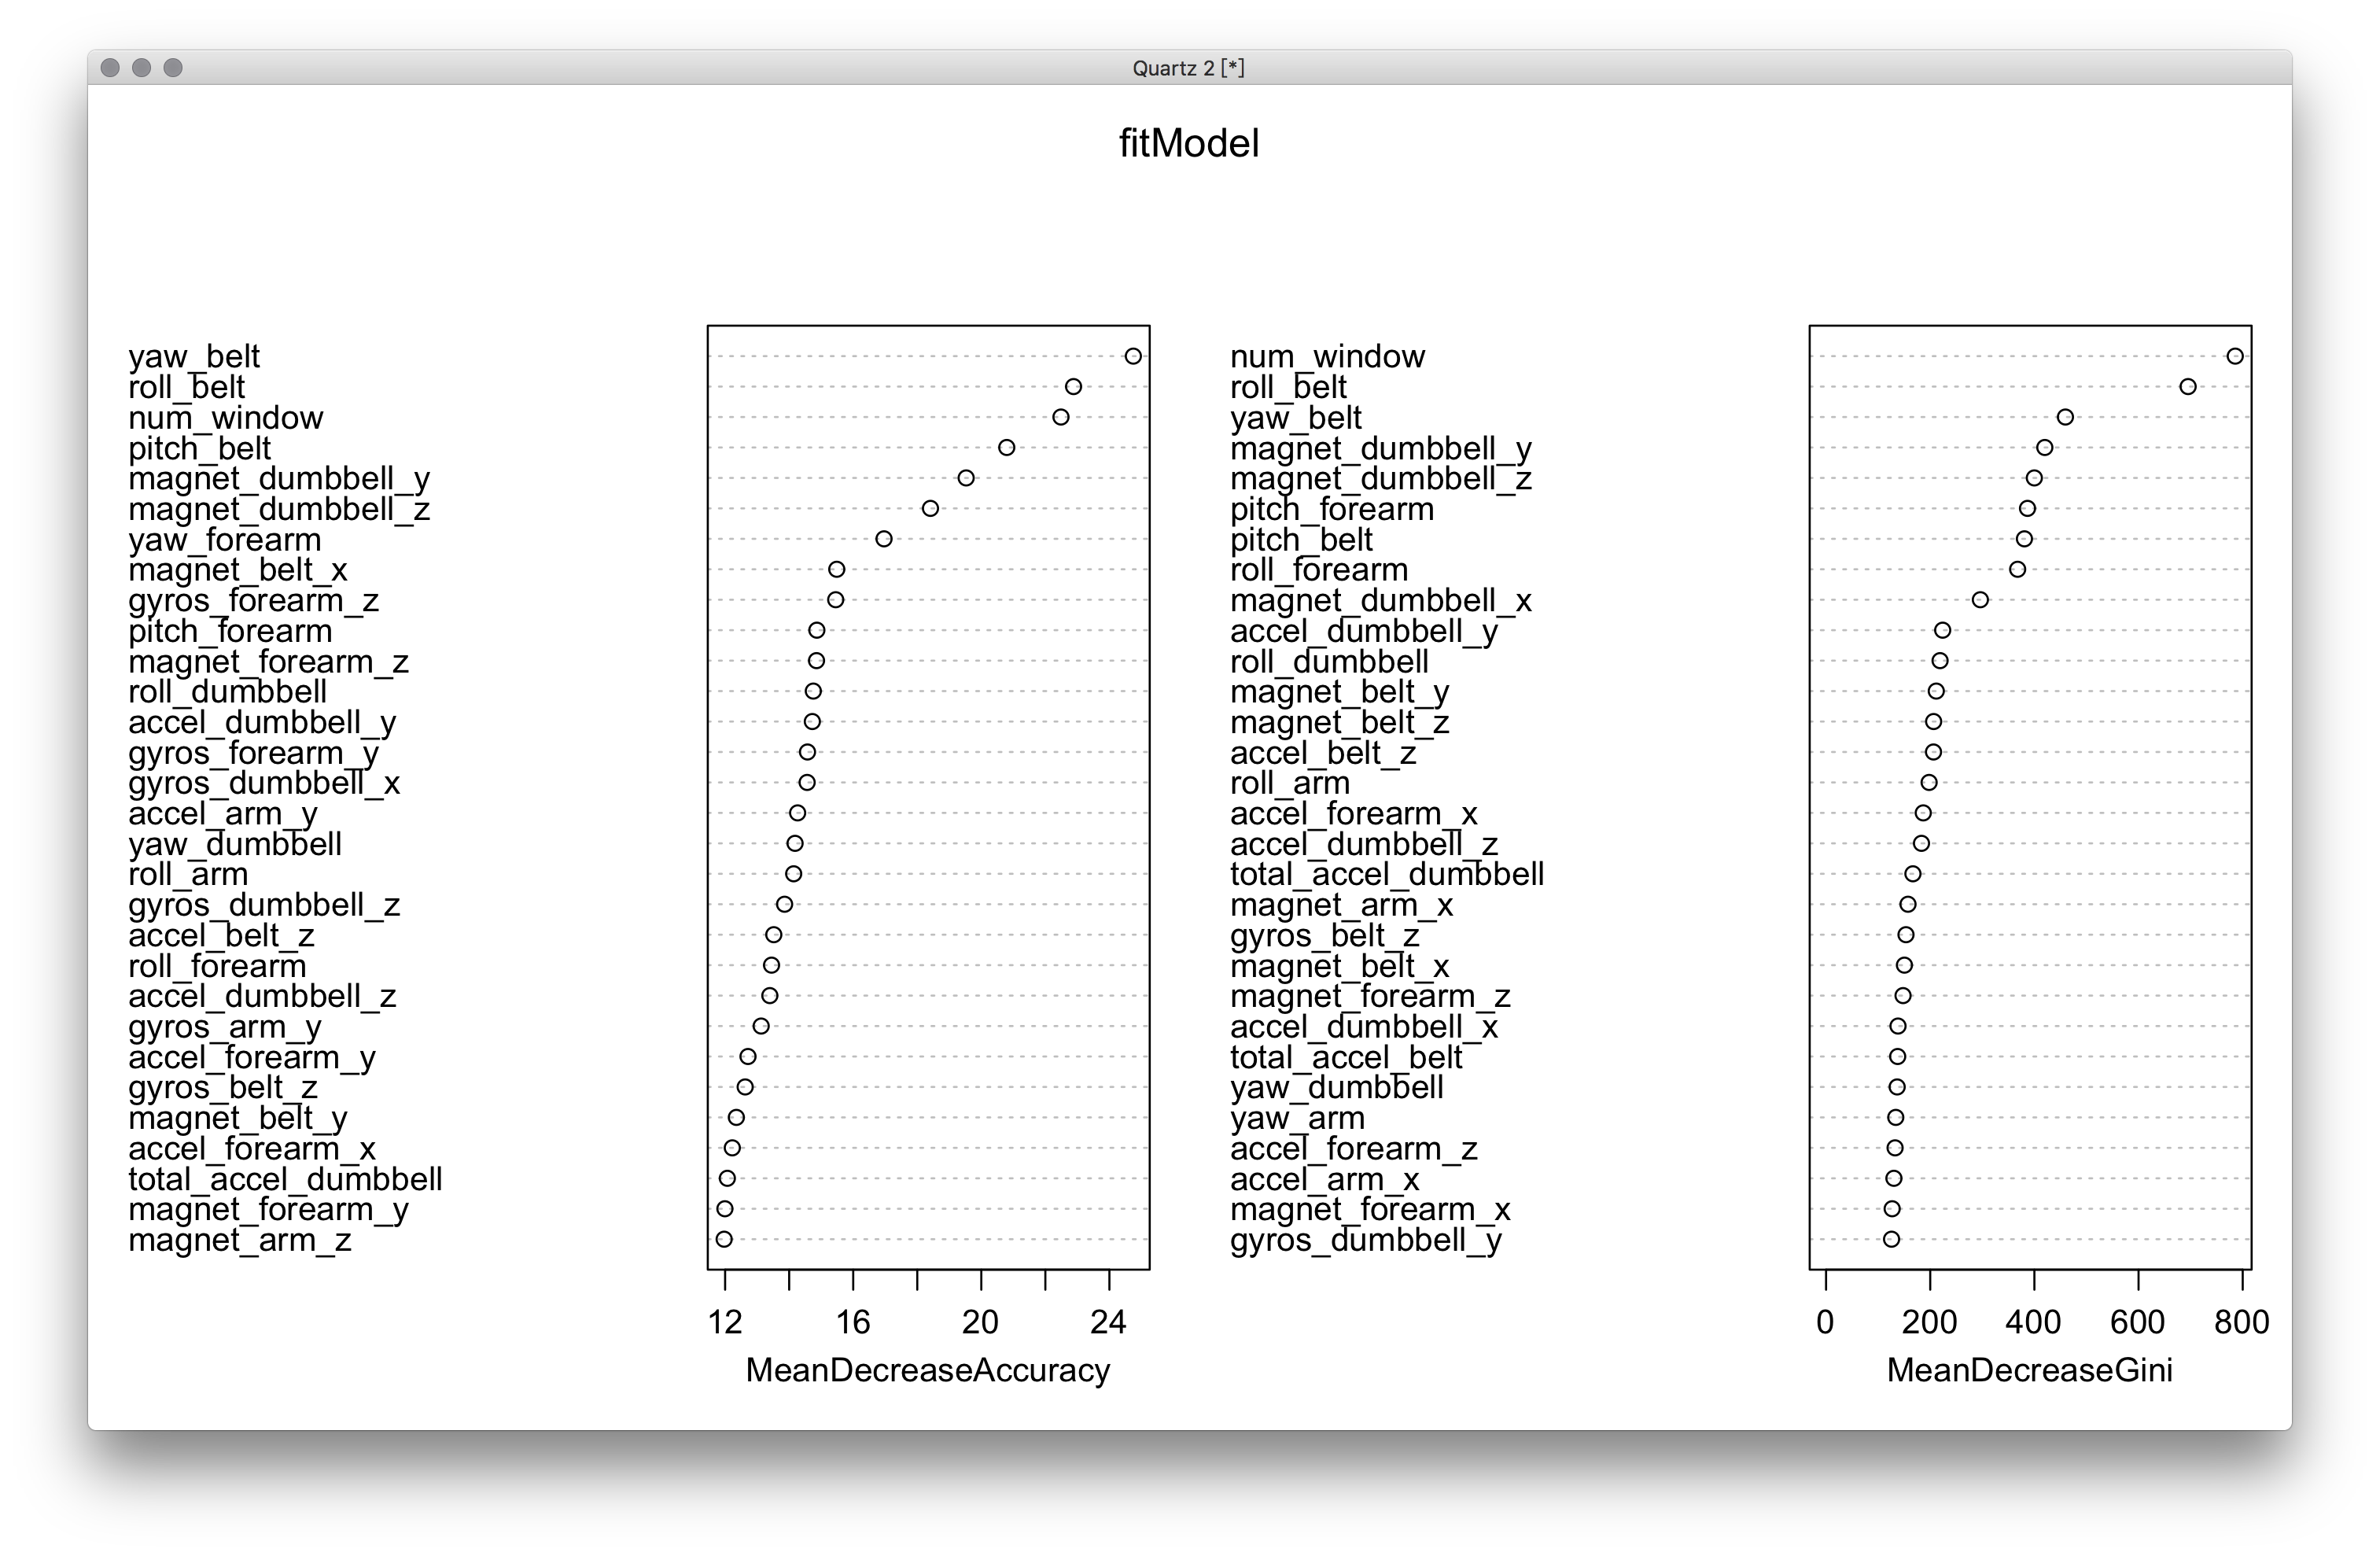 Quartz 2 [*]
fitModel
yaw_belt
roll_belt
num_window
pitch_belt
magnet_dumbbell_y
magnet_dumbbell_z
yaw_forearm
magnet_belt_x
gyros_forearm_z
pitch_forearm
magnet_forearm_z
roll_dumbbell
accel_dumbbell_y
gyros_forearm_y
gyros_dumbbell_x
accel_arm_y
yaw_dumbbell
roll_arm
gyros_dumbbell_z
accel_belt_z
roll_forearm
accel_dumbbell_z
gyros_arm_y
accel_forearm_y
gyros_belt_z
magnet_belt_y
accel_forearm_x
total_accel_dumbbell
magnet_forearm_y
magnet_arm_z
12 16 20 24
MeanDecreaseAccuracy
num_window
roll_belt
yaw_belt
magnet_dumbbell_y
magnet_dumbbell_z
pitch_forearm
pitch_belt
roll_forearm
magnet_dumbbell_x
accel_dumbbell_y
roll_dumbbell
magnet_belt_y
magnet_belt_z
accel_belt_z
roll_arm
accel_forearm_x
accel_dumbbell_z
total_accel_dumbbell
magnet_arm_x
gyros_belt_z
magnet_belt_x
magnet_forearm_z
accel_dumbbell_x
total_accel_belt
yaw_dumbbell
yaw_arm
accel_forearm_z
accel_arm_x
magnet_forearm_x
gyros_dumbbell_y
0 200 400 600 800
MeanDecreaseGini